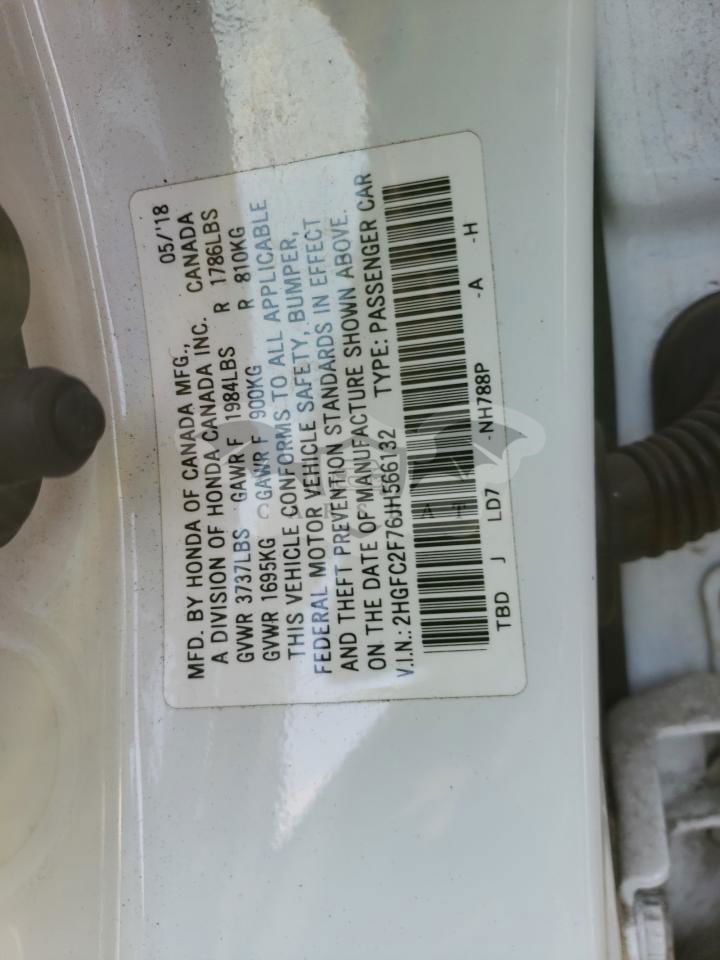 05/'18
MFD. BY HONDA OF CANADA MFG., CANADA
A DIVISION OF HONDA CANADA INC.
GVWR 3737LBS GAWR F 1984LBS R 1786LBS
GVWR 1695KG GAWR F 900KG R 810KG
THIS VEHICLE CONFORMS TO ALL APPLICABLE
FEDERAL MOTOR VEHICLE SAFETY, BUMPER,
AND THEFT PREVENTION STANDARDS IN EFFECT
ON THE DATE OF MANUFACTURE SHOWN ABOVE.
V.I.N.: 2HGFC2F76JH566132 TYPE: PASSENGER CAR
TBD J LD7 -NH788P -A -H